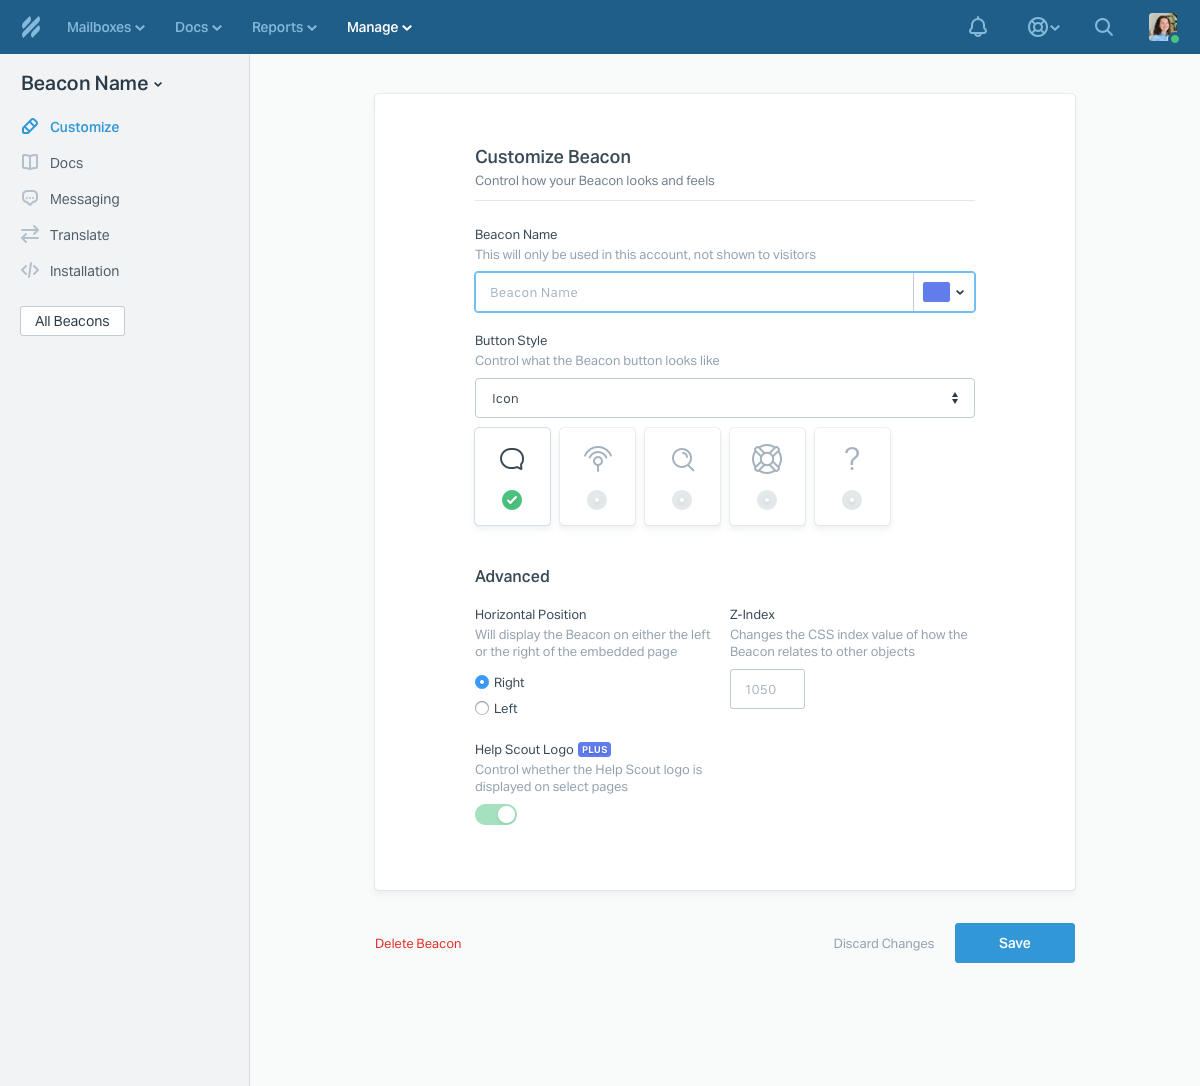 Mailboxes Docs Reports Manage
Beacon Name
Customize
Docs
Messaging
Translate
Installation
All Beacons
Customize Beacon
Control how your Beacon looks and feels
Beacon Name
This will only be used in this account, not shown to visitors
Beacon Name
Button Style
Control what the Beacon button looks like
Icon
?
Advanced
Horizontal Position
Will display the Beacon on either the left
or the right of the embedded page
Right
Left
Z-Index
Changes the CSS index value of how the
Beacon relates to other objects
1050
Help Scout Logo PLUS
Control whether the Help Scout logo is
displayed on select pages
Delete Beacon
Discard Changes
Save